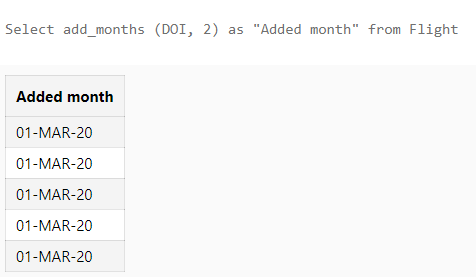 Select add_months (DOI, 2) as "Added month" from Flight
Added month
01-MAR-20
01-MAR-20
01-MAR-20
01-MAR-20
01-MAR-20